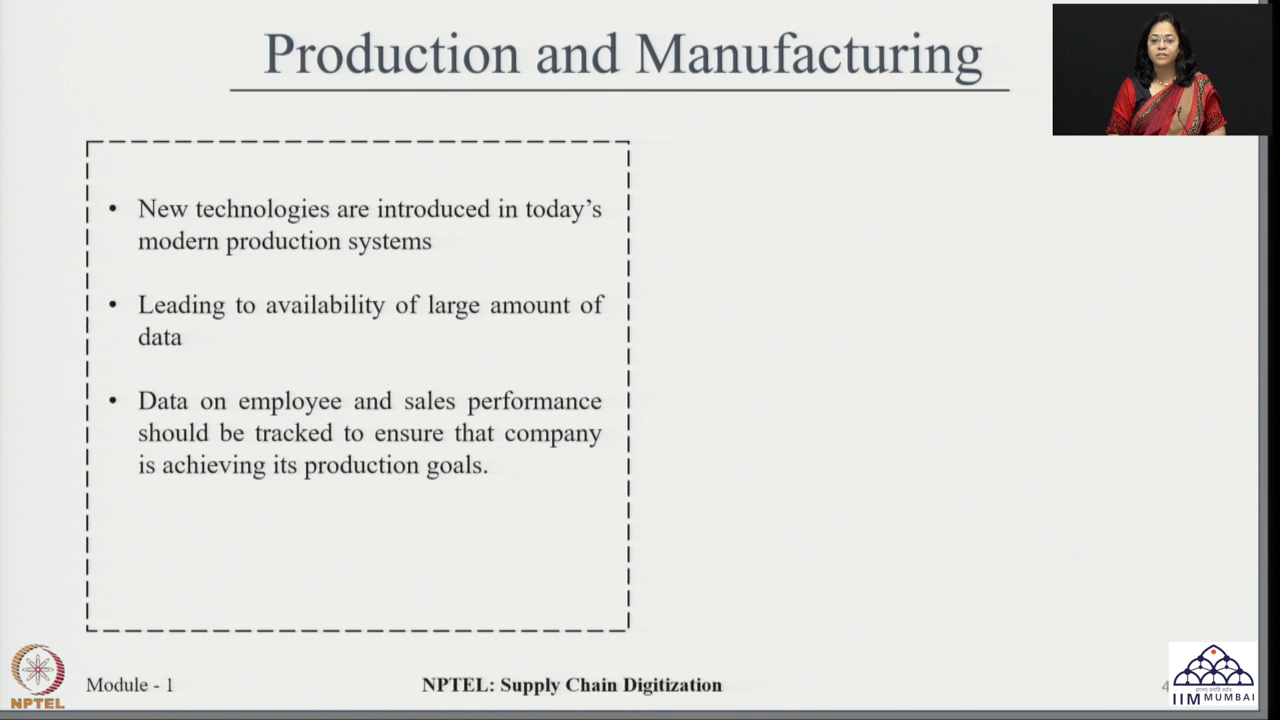 Production and Manufacturing
• New technologies are introduced in today’s
modern production systems
• Leading to availability of large amount of
data
• Data on employee and sales performance
should be tracked to ensure that company
is achieving its production goals.
NPTEL
Module - 1
NPTEL: Supply Chain Digitization
4
IIM MUMBAI